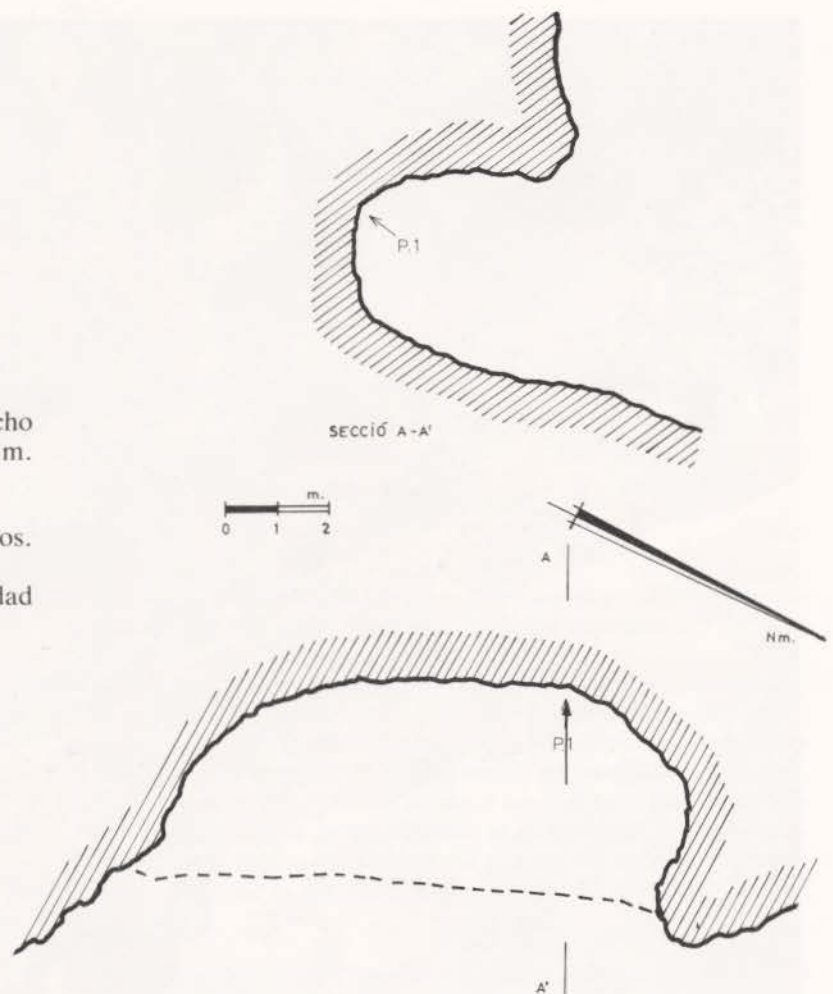 P.1
cho
m.
SECCIÓ A-A'
m.
0 1 2
os.
A
dad
Nm.
P.1
A'